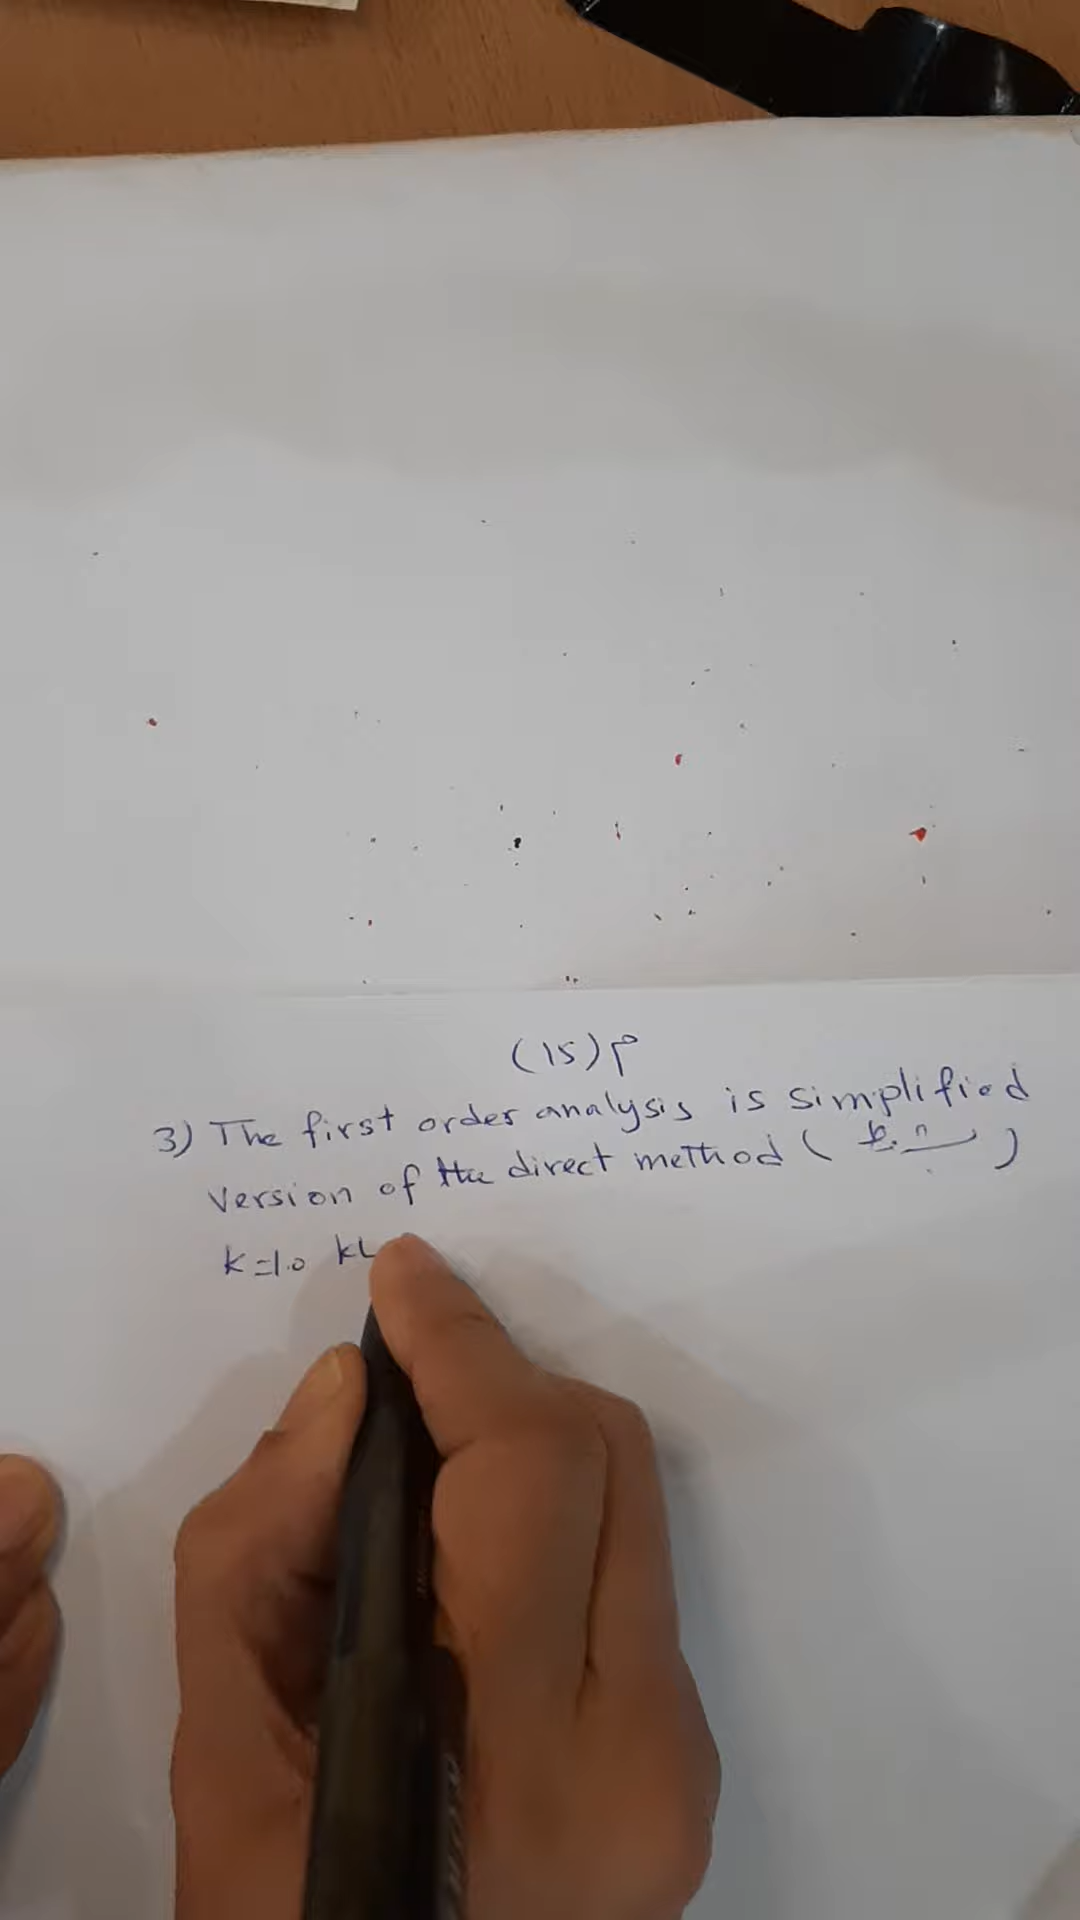 (15) م
3) The first order analysis is simplified
version of the direct method ( )
k=1.0 kL